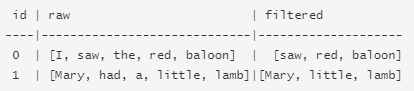 id | raw | filtered
----|----------------------------|--------------------
0 | [I, saw, the, red, baloon] | [saw, red, baloon]
1 | [Mary, had, a, little, lamb]|[Mary, little, lamb]